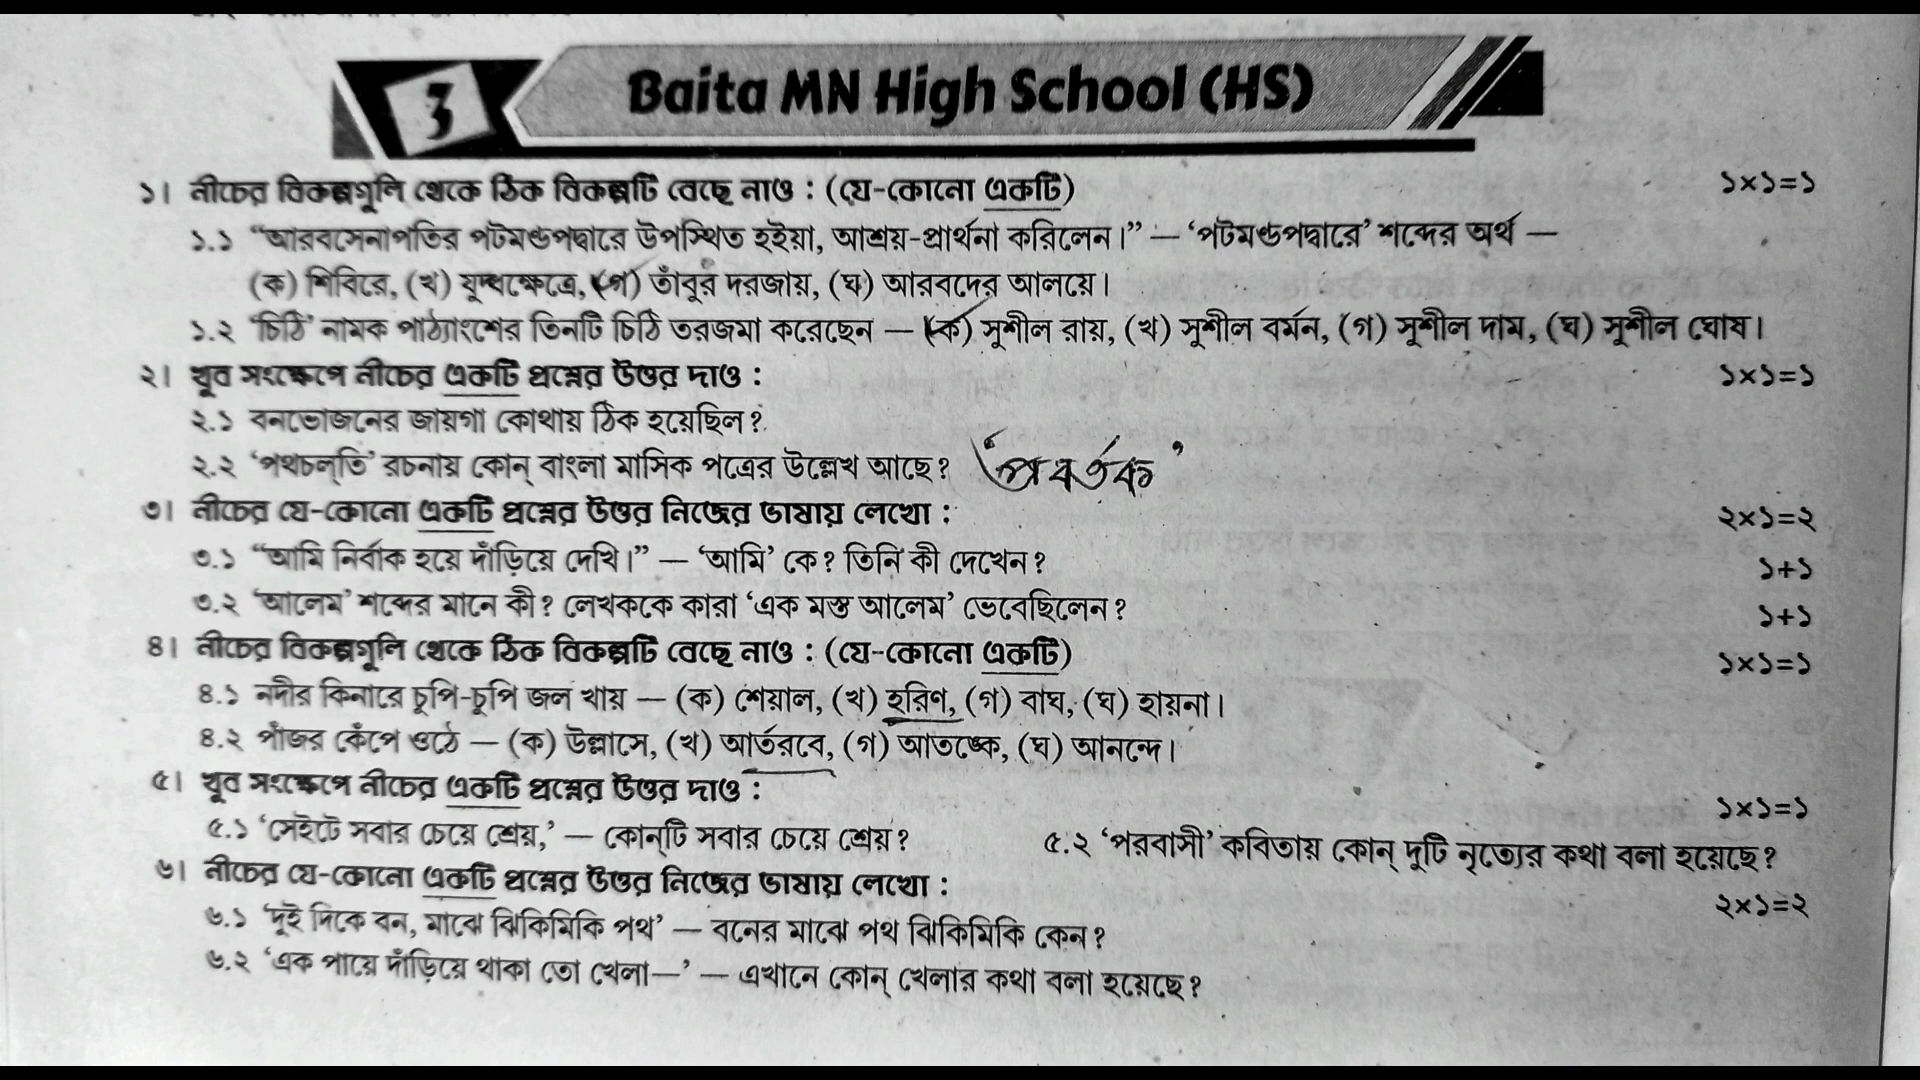 3
Baita MN High School (HS)
১। নীচের বিকল্পগুলি থেকে ঠিক বিকল্পটি বেছে নাও : (যে-কোনো একটি) ১×১=১
১.১ “আরবসেনাপতির পটমণ্ডপদ্বারে উপস্থিত হইয়া, আশ্রয়-প্রার্থনা করিলেন।” — ‘পটমণ্ডপদ্বারে’ শব্দের অর্থ —
(ক) শিবিরে, (খ) যুদ্ধক্ষেত্রে, (গ) তাঁবুর দরজায়, (ঘ) আরবদের আলয়ে।
১.২ ‘চিঠি’ নামক পাঠ্যাংশের তিনটি চিঠি তরজমা করেছেন — (ক) সুশীল রায়, (খ) সুশীল বর্মন, (গ) সুশীল দাম, (ঘ) সুশীল ঘোষ।
২। খুব সংক্ষেপে নীচের একটি প্রশ্নের উত্তর দাও : ১×১=১
২.১ বনভোজনের জায়গা কোথায় ঠিক হয়েছিল?
২.২ ‘পথচল্‌তি’ রচনায় কোন্ বাংলা মাসিক পত্রের উল্লেখ আছে? ‘প্রবর্তক’
৩। নীচের যে-কোনো একটি প্রশ্নের উত্তর নিজের ভাষায় লেখো : ২×১=২
৩.১ “আমি নির্বাক হয়ে দাঁড়িয়ে দেখি।” — ‘আমি’ কে? তিনি কী দেখেন? ১+১
৩.২ ‘আলেম’ শব্দের মানে কী? লেখককে কারা ‘এক মস্ত আলেম’ ভেবেছিলেন? ১+১
৪। নীচের বিকল্পগুলি থেকে ঠিক বিকল্পটি বেছে নাও : (যে-কোনো একটি) ১×১=১
৪.১ নদীর কিনারে চুপি-চুপি জল খায় — (ক) শেয়াল, (খ) হরিণ, (গ) বাঘ, (ঘ) হায়না।
৪.২ পাঁজর কেঁপে ওঠে — (ক) উল্লাসে, (খ) আর্তরবে, (গ) আতঙ্কে, (ঘ) আনন্দে।
৫। খুব সংক্ষেপে নীচের একটি প্রশ্নের উত্তর দাও : ১×১=১
৫.১ ‘সেইটে সবার চেয়ে শ্রেয়,’ — কোন্‌টি সবার চেয়ে শ্রেয়? ৫.২ ‘পরবাসী’ কবিতায় কোন্ দুটি নৃত্যের কথা বলা হয়েছে?
৬। নীচের যে-কোনো একটি প্রশ্নের উত্তর নিজের ভাষায় লেখো : ২×১=২
৬.১ ‘দুই দিকে বন, মাঝে ঝিকিমিকি পথ’ — বনের মাঝে পথ ঝিকিমিকি কেন?
৬.২ ‘এক পায়ে দাঁড়িয়ে থাকা তো খেলা—’ — এখানে কোন্ খেলার কথা বলা হয়েছে?